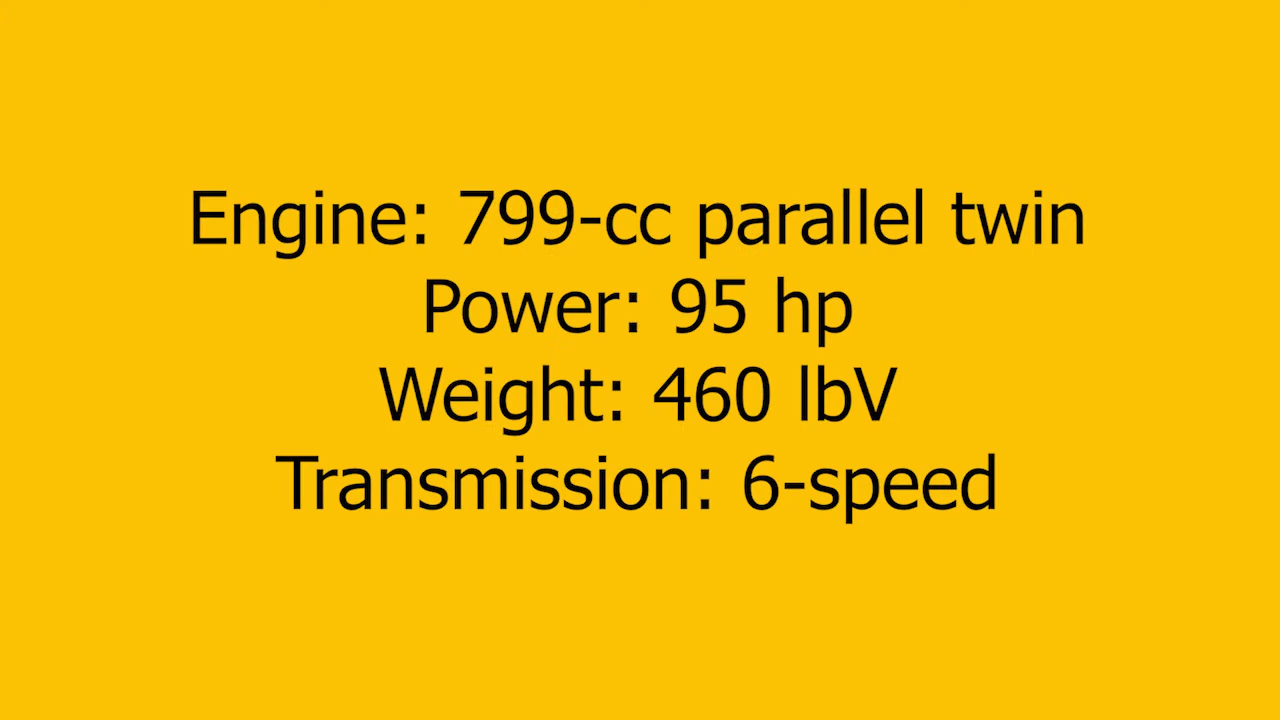 Engine: 799-cc parallel twin
Power: 95 hp
Weight: 460 lbV
Transmission: 6-speed